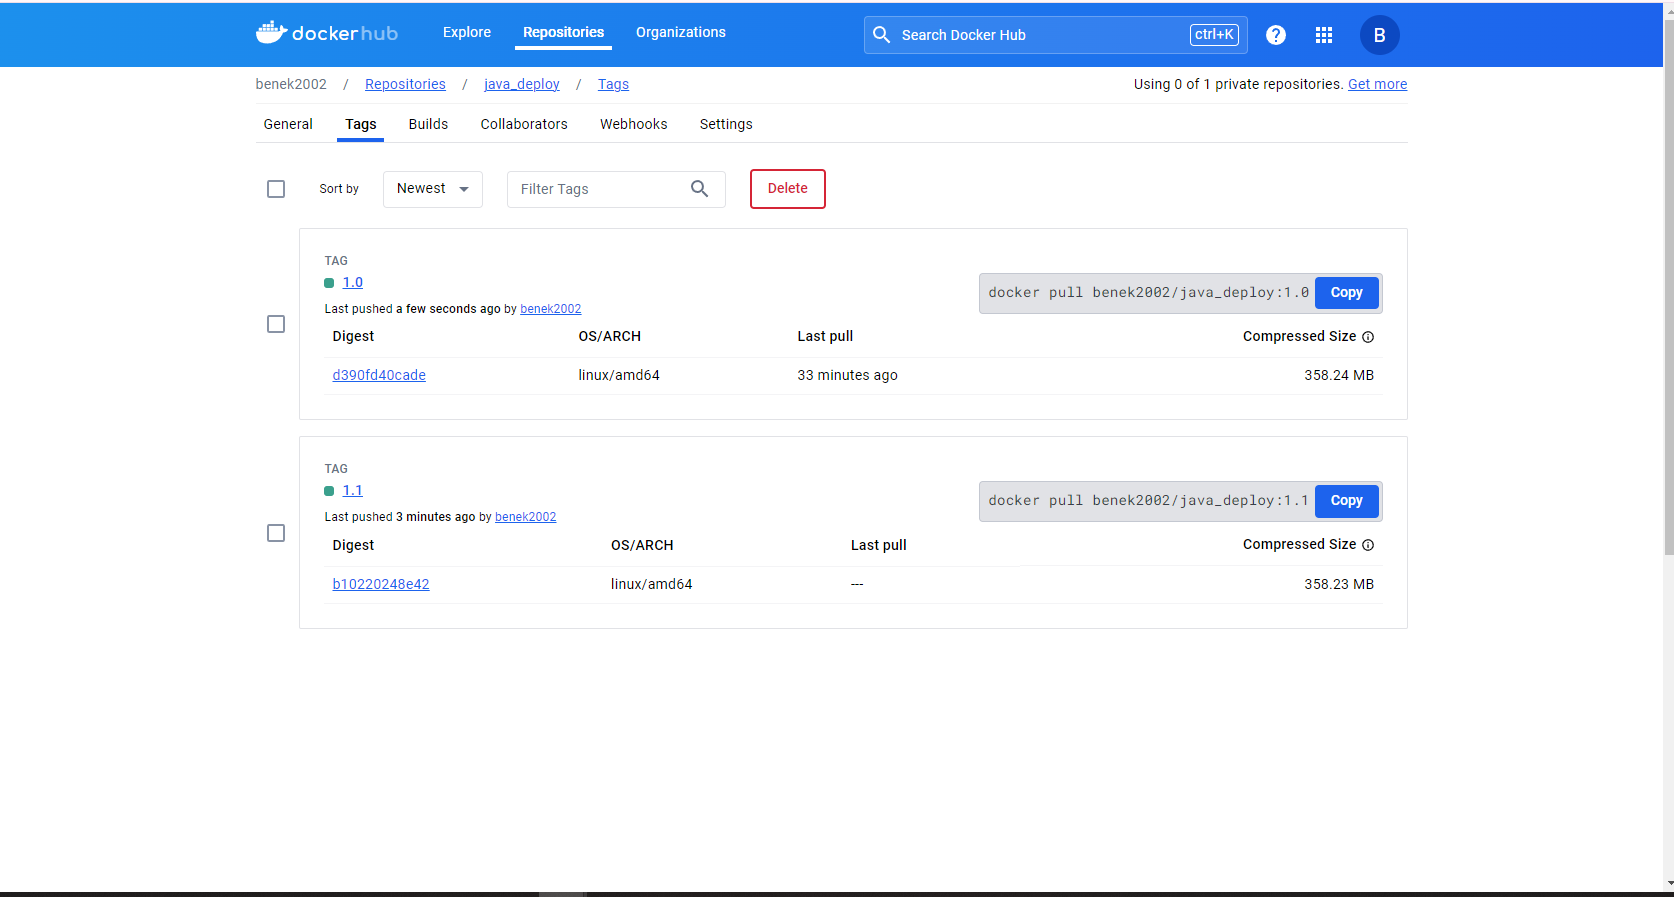 dockerhub Explore Repositories Organizations Search Docker Hub ctrl+K ? B
benek2002 / Repositories / java_deploy / Tags Using 0 of 1 private repositories. Get more
General Tags Builds Collaborators Webhooks Settings
Sort by Newest Filter Tags Delete
TAG
1.0
docker pull benek2002/java_deploy:1.0 Copy
Last pushed a few seconds ago by benek2002
Digest OS/ARCH Last pull Compressed Size
d390fd40cade linux/amd64 33 minutes ago 358.24 MB
TAG
1.1
docker pull benek2002/java_deploy:1.1 Copy
Last pushed 3 minutes ago by benek2002
Digest OS/ARCH Last pull Compressed Size
b10220248e42 linux/amd64 --- 358.23 MB